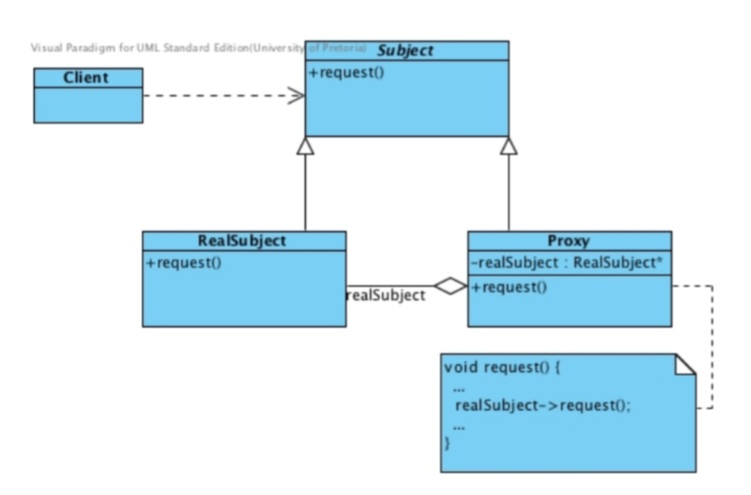 Visual Paradigm for UML Standard Edition(University of Pretoria)
Subject
+request()
Client
RealSubject
+request()
Proxy
-realSubject : RealSubject*
+request()
realSubject
void request() {
...
realSubject->request();
...
}